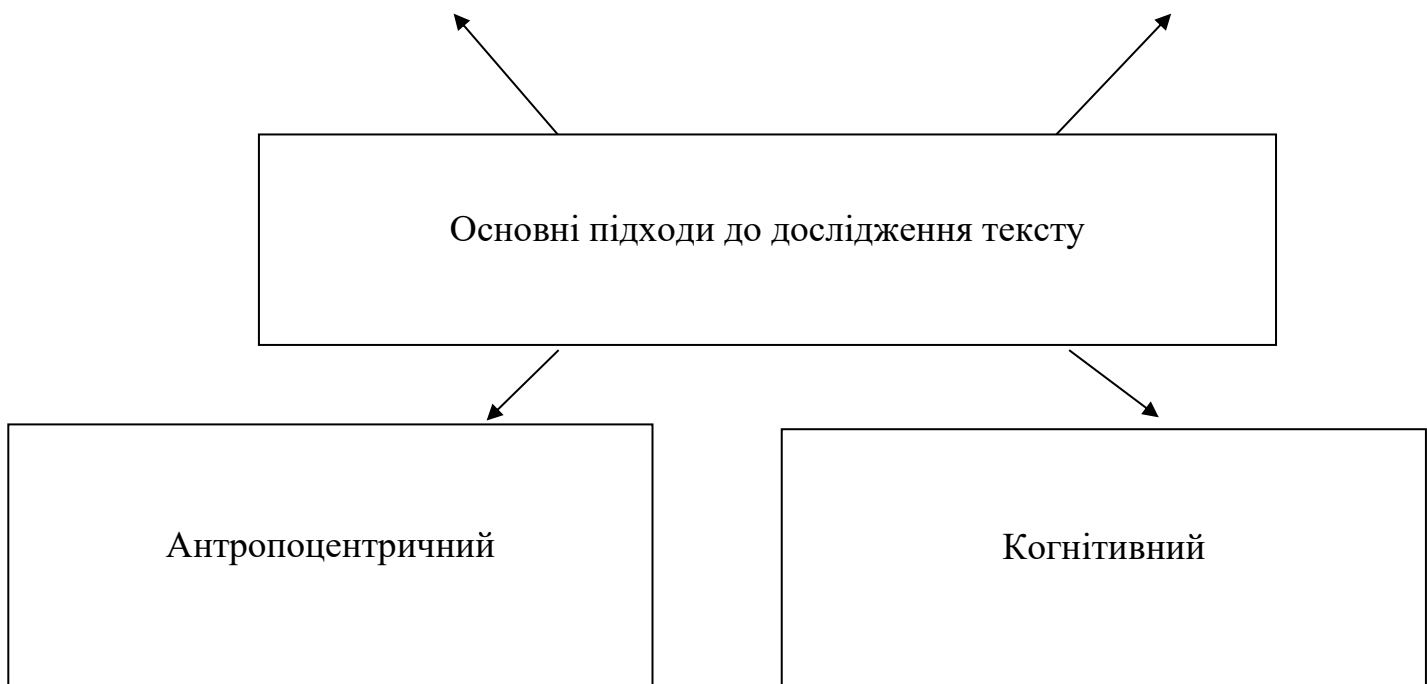 Основні підходи до дослідження тексту
Антропоцентричний
Когнітивний